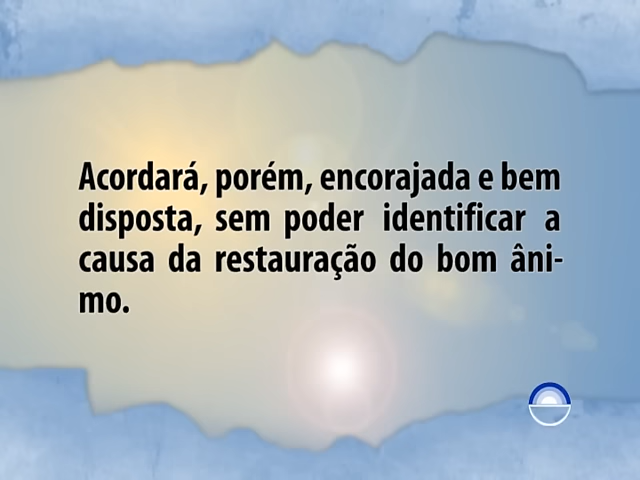 Acordará, porém, encorajada e bem
disposta, sem poder identificar a
causa da restauração do bom âni-
mo.